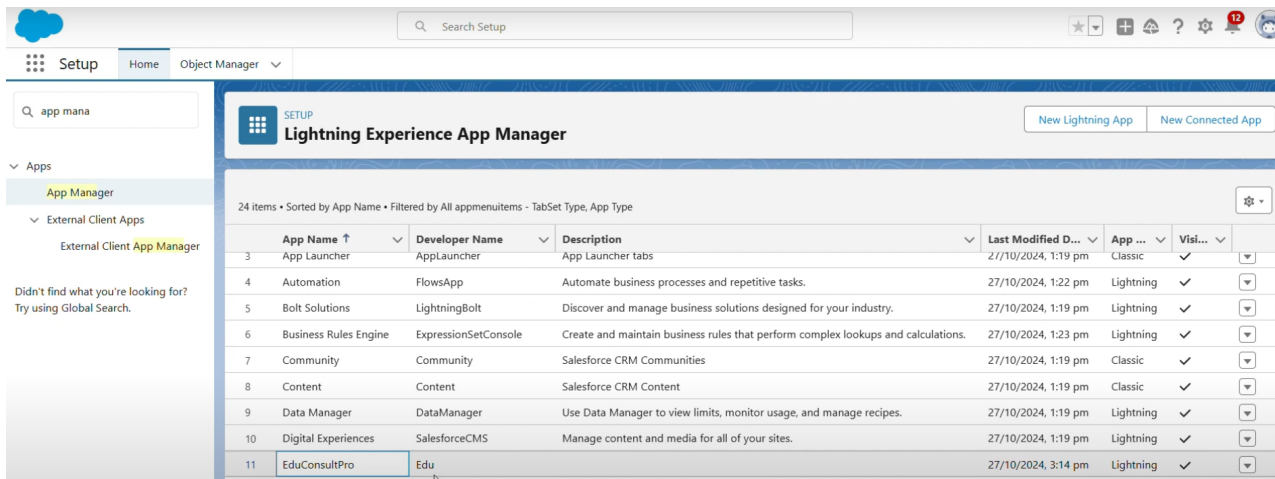 Search Setup
12
Setup
Home
Object Manager
app mana
Apps
App Manager
External Client Apps
External Client App Manager
Didn't find what you're looking for?
Try using Global Search.
SETUP
Lightning Experience App Manager
New Lightning App
New Connected App
24 items • Sorted by App Name • Filtered by All appmenuitems - TabSet Type, App Type
App Name ↑ Developer Name Description Last Modified D... App ... Visi...
3 App Launcher AppLauncher App Launcher tabs 27/10/2024, 1:19 pm Classic
4 Automation FlowsApp Automate business processes and repetitive tasks. 27/10/2024, 1:22 pm Lightning
5 Bolt Solutions LightningBolt Discover and manage business solutions designed for your industry. 27/10/2024, 1:19 pm Lightning
6 Business Rules Engine ExpressionSetConsole Create and maintain business rules that perform complex lookups and calculations. 27/10/2024, 1:23 pm Lightning
7 Community Community Salesforce CRM Communities 27/10/2024, 1:19 pm Classic
8 Content Content Salesforce CRM Content 27/10/2024, 1:19 pm Classic
9 Data Manager DataManager Use Data Manager to view limits, monitor usage, and manage recipes. 27/10/2024, 1:19 pm Lightning
10 Digital Experiences SalesforceCMS Manage content and media for all of your sites. 27/10/2024, 1:19 pm Lightning
11 EduConsultPro Edu 27/10/2024, 3:14 pm Lightning